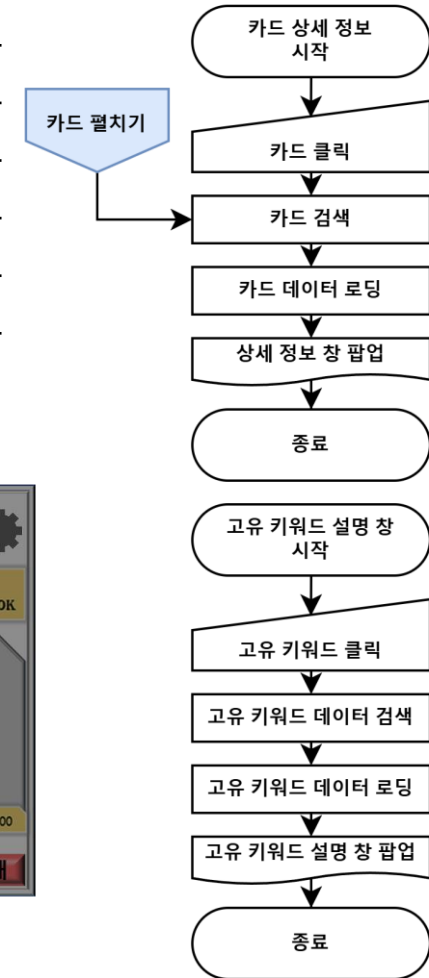 카드 상세 정보
시작
카드 펼치기
카드 클릭
카드 검색
카드 데이터 로딩
상세 정보 창 팝업
종료
고유 키워드 설명 창
시작
고유 키워드 클릭
고유 키워드 데이터 검색
고유 키워드 데이터 로딩
고유 키워드 설명 창 팝업
종료